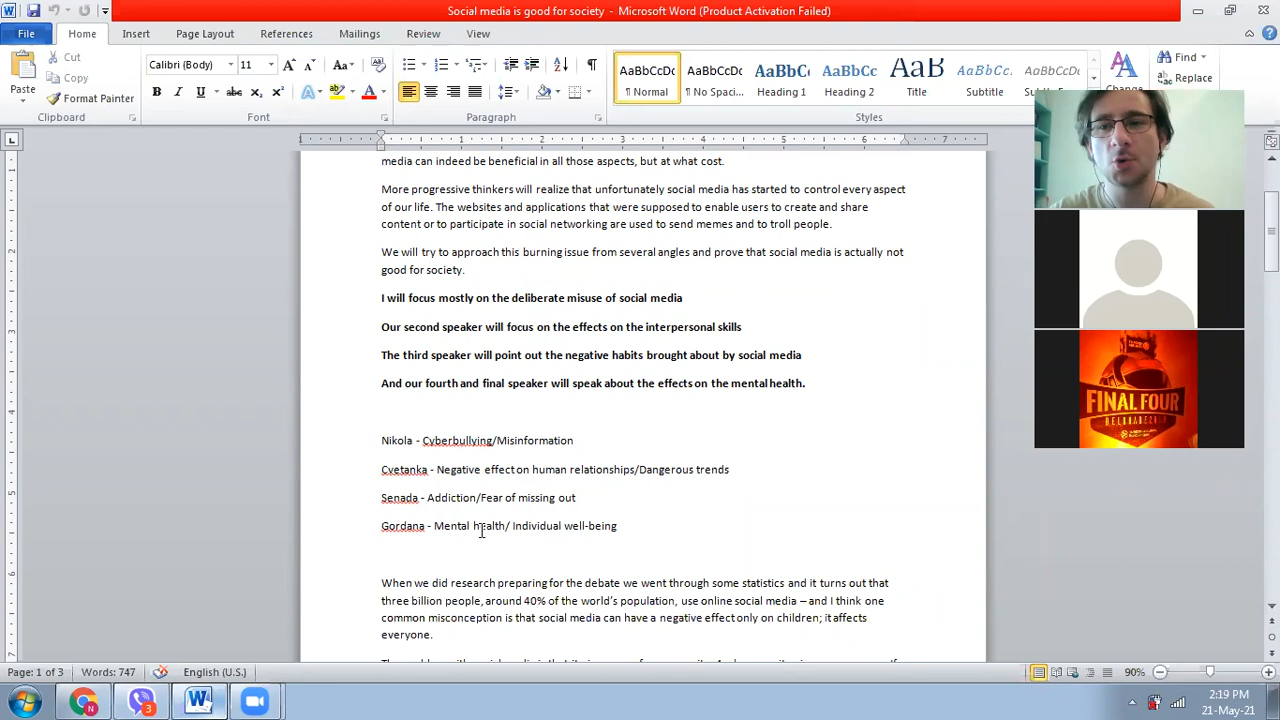 Social media is good for society - Microsoft Word (Product Activation Failed)
File Home Insert Page Layout References Mailings Review View
Cut
Copy
Format Painter
Paste
Clipboard
Calibri (Body) 11
Font
Paragraph
AaBbCcDc AaBbCcDc AaBbC AaBbCc AaB AaBbCc. AaBbCcDc
¶ Normal ¶ No Spaci... Heading 1 Heading 2 Title Subtitle Subtle Em...
Change
Styles
Find
Replace
media can indeed be beneficial in all those aspects, but at what cost.
More progressive thinkers will realize that unfortunately social media has started to control every aspect
of our life. The websites and applications that were supposed to enable users to create and share
content or to participate in social networking are used to send memes and to troll people.
We will try to approach this burning issue from several angles and prove that social media is actually not
good for society.
I will focus mostly on the deliberate misuse of social media
Our second speaker will focus on the effects on the interpersonal skills
The third speaker will point out the negative habits brought about by social media
And our fourth and final speaker will speak about the effects on the mental health.
Nikola - Cyberbullying/Misinformation
Cvetanka - Negative effect on human relationships/Dangerous trends
Senada - Addiction/Fear of missing out
Gordana - Mental health/ Individual well-being
When we did research preparing for the debate we went through some statistics and it turns out that
three billion people, around 40% of the world's population, use online social media – and I think one
common misconception is that social media can have a negative effect only on children; it affects
everyone.
FINAL FOUR
Page: 1 of 3 Words: 747 English (U.S.) 90%
3
2:19 PM
21-May-21